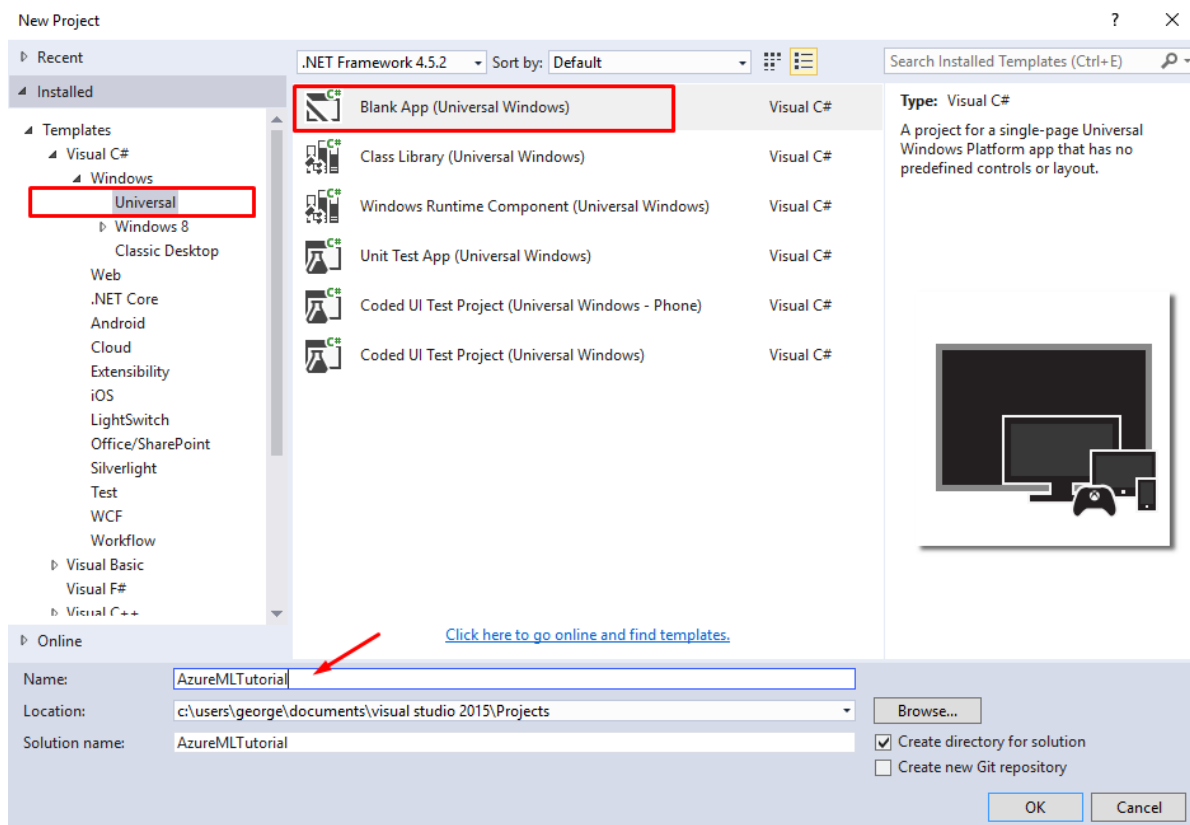 New Project
?
Recent
Installed
Templates
Visual C#
Windows
Universal
Windows 8
Classic Desktop
Web
.NET Core
Android
Cloud
Extensibility
iOS
LightSwitch
Office/SharePoint
Silverlight
Test
WCF
Workflow
Visual Basic
Visual F#
Visual C++
Online
.NET Framework 4.5.2 Sort by: Default
C# Blank App (Universal Windows) Visual C#
C# Class Library (Universal Windows) Visual C#
C# Windows Runtime Component (Universal Windows) Visual C#
C# Unit Test App (Universal Windows) Visual C#
C# Coded UI Test Project (Universal Windows - Phone) Visual C#
C# Coded UI Test Project (Universal Windows) Visual C#
Click here to go online and find templates.
Search Installed Templates (Ctrl+E)
Type: Visual C#
A project for a single-page Universal
Windows Platform app that has no
predefined controls or layout.
Name: AzureMLTutorial
Location: c:\users\george\documents\visual studio 2015\Projects
Browse...
Solution name: AzureMLTutorial
Create directory for solution
Create new Git repository
OK Cancel